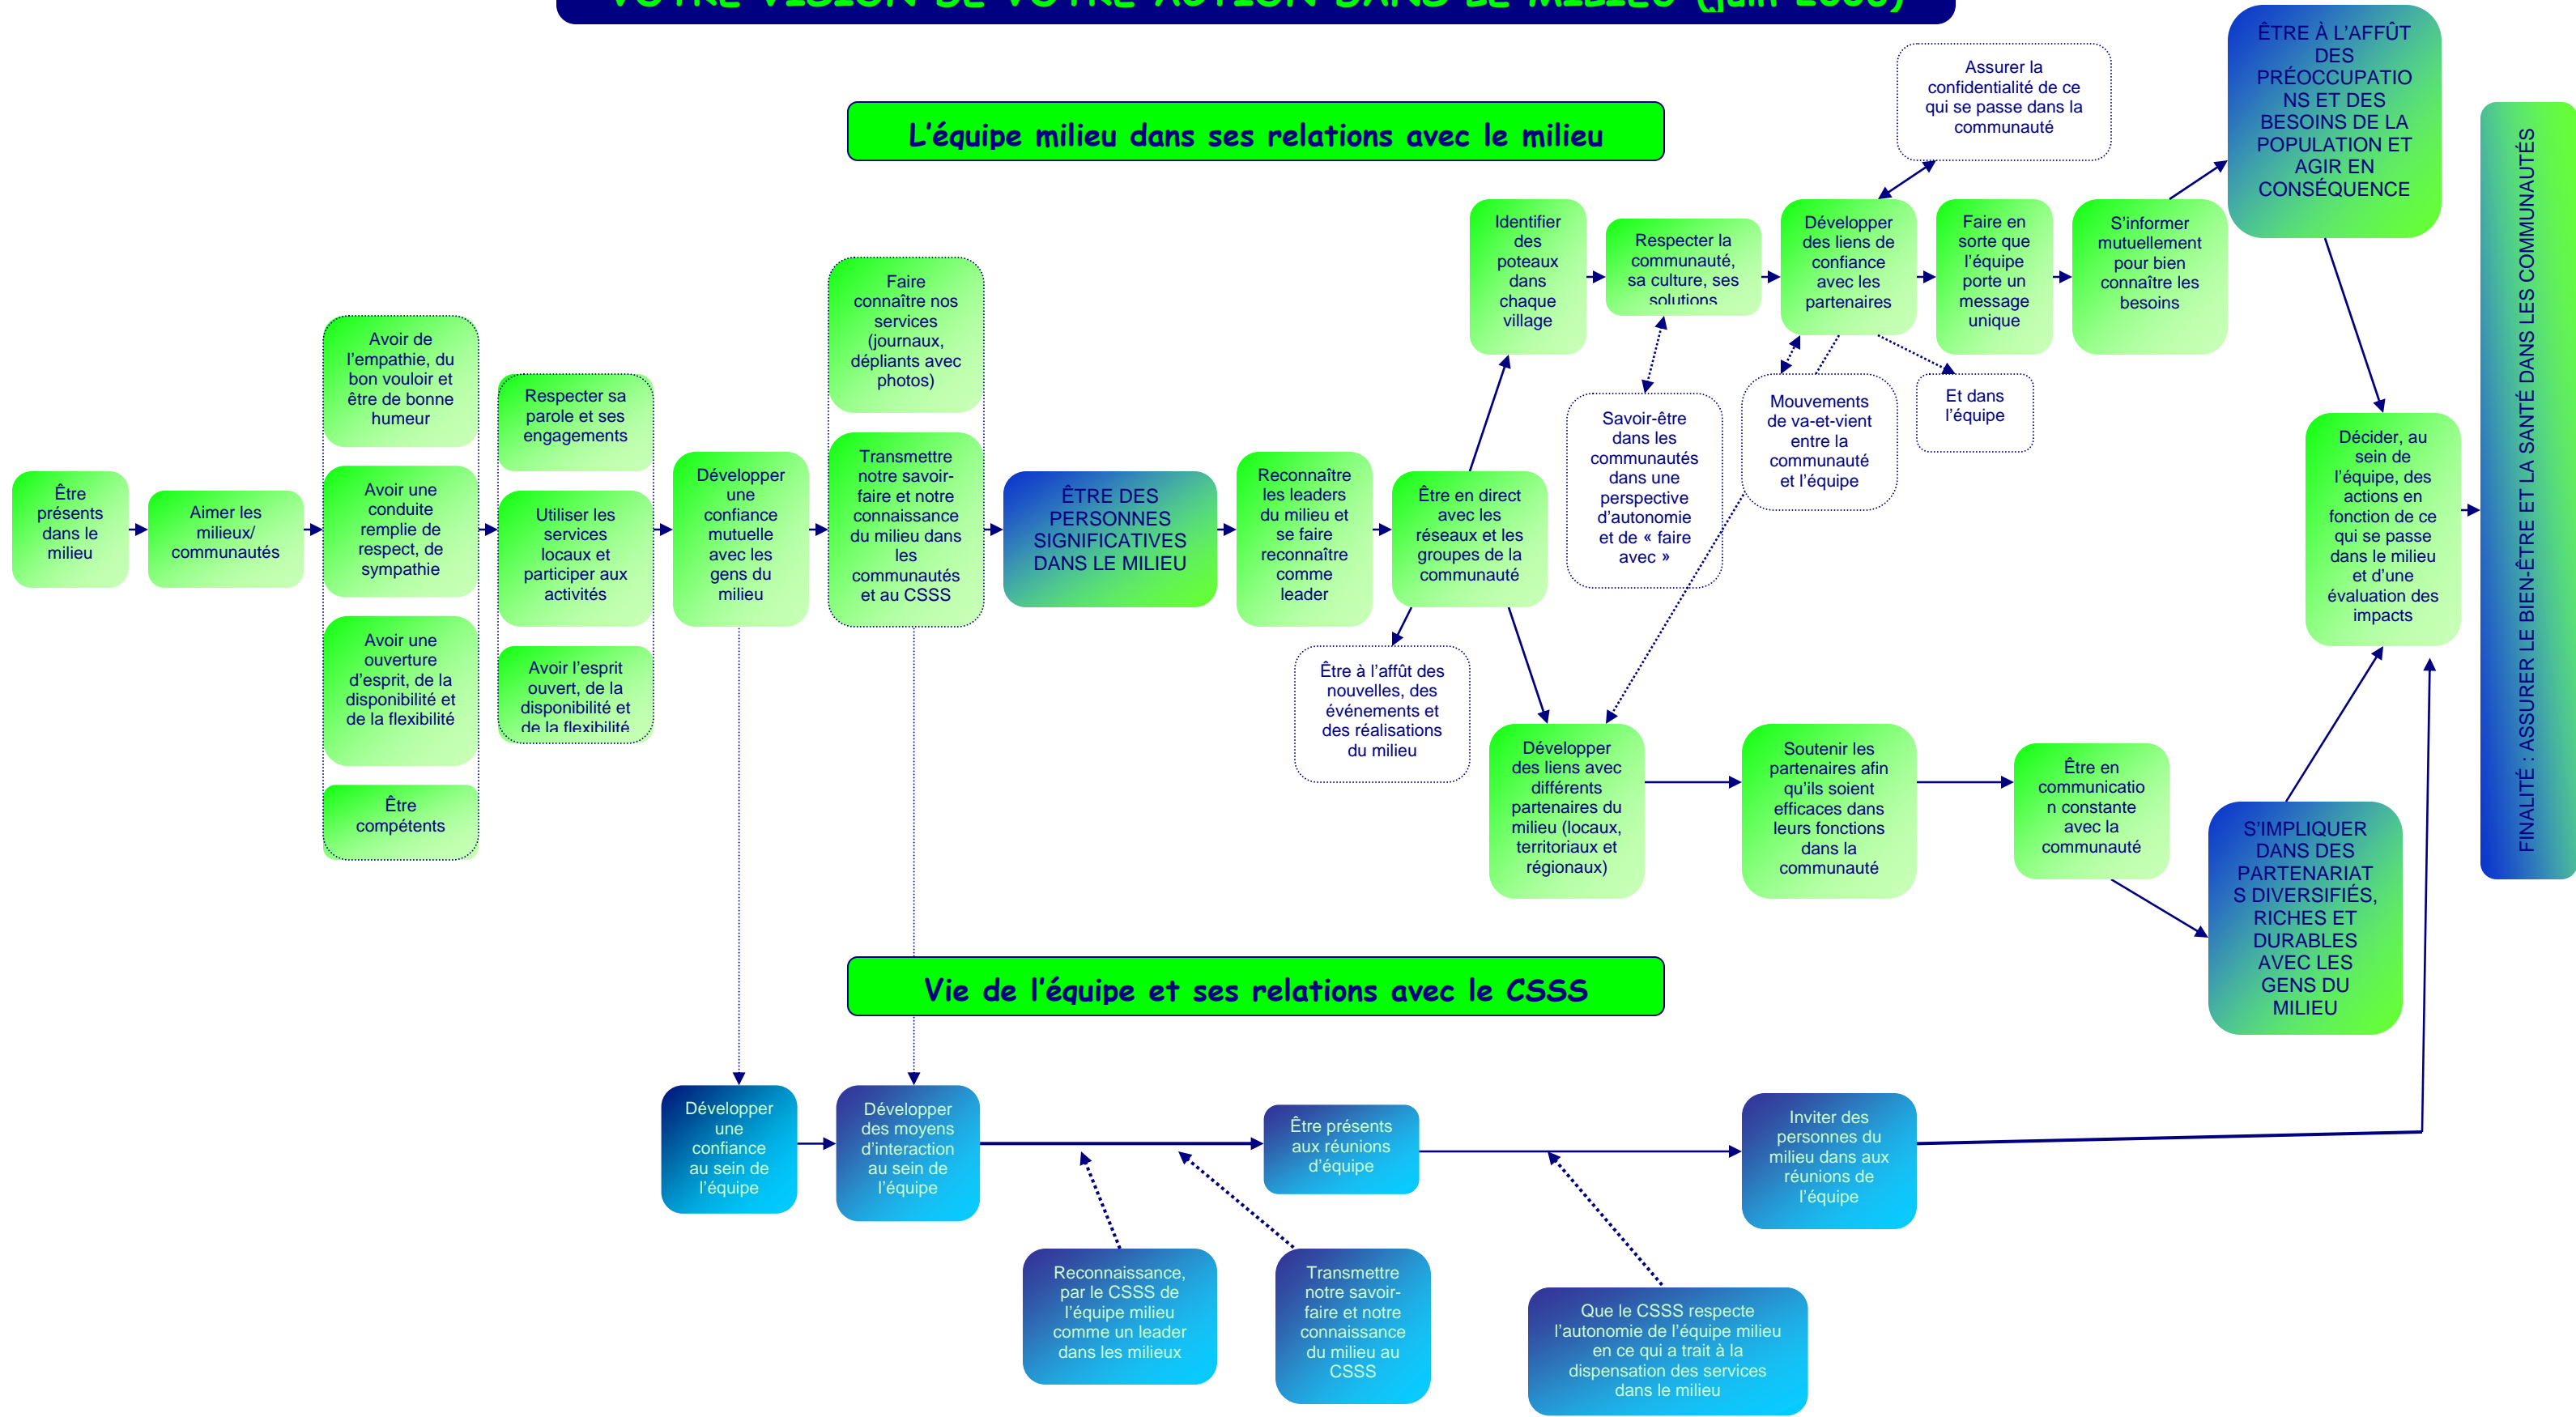 VOTRE VISION DE VOTRE ACTION DANS LE MILIEU (juin
L’équipe milieu dans ses relations avec le milieu
Être
présents
dans le
milieu
Aimer les
milieux/
communautés
Avoir de
l’empathie, du
bon vouloir et
être de bonne
humeur
Avoir une
conduite
remplie de
respect, de
sympathie
Avoir une
ouverture
d’esprit, de la
disponibilité et
de la flexibilité
Être
compétents
Respecter sa
parole et ses
engagements
Utiliser les
services
locaux et
participer aux
activités
Avoir l’esprit
ouvert, de la
disponibilité et
de la flexibilité
Développer
une
confiance
mutuelle
avec les
gens du
milieu
Faire
connaître nos
services
(journaux,
dépliants avec
photos)
Transmettre
notre savoir-
faire et notre
connaissance
du milieu dans
les
communautés
et au CSSS
ÊTRE DES
PERSONNES
SIGNIFICATIVES
DANS LE MILIEU
Reconnaître
les leaders
du milieu et
se faire
reconnaître
comme
leader
Être en direct
avec les
réseaux et les
groupes de la
communauté
Être à l’affût des
nouvelles, des
événements et
des réalisations
du milieu
Identifier
des
poteaux
dans
chaque
village
Respecter la
communauté,
sa culture, ses
solutions
Savoir-être
dans les
communautés
dans une
perspective
d’autonomie
et de « faire
avec »
Développer
des liens de
confiance
avec les
partenaires
Assurer la
confidentialité de ce
qui se passe dans la
communauté
Mouvements
de va-et-vient
entre la
communauté
et l’équipe
Et dans
l’équipe
Faire en
sorte que
l’équipe
porte un
message
unique
S’informer
mutuellement
pour bien
connaître les
besoins
ÊTRE À L’AFFÛT
DES
PRÉOCCUPATIO
NS ET DES
BESOINS DE LA
POPULATION ET
AGIR EN
CONSÉQUENCE
Développer
des liens avec
différents
partenaires du
milieu (locaux,
territoriaux et
régionaux)
Soutenir les
partenaires afin
qu’ils soient
efficaces dans
leurs fonctions
dans la
communauté
Être en
communicatio
n constante
avec la
communauté
S’IMPLIQUER
DANS DES
PARTENARIAT
S DIVERSIFIÉS,
RICHES ET
DURABLES
AVEC LES
GENS DU
MILIEU
Décider, au
sein de
l’équipe, des
actions en
fonction de ce
qui se passe
dans le milieu
et d’une
évaluation des
impacts
FINALITÉ : ASSURER LE BIEN-ÊTRE ET LA SANTÉ DANS LES COMMUNAUTÉS
Vie de l’équipe et ses relations avec le CSSS
Développer
une
confiance
au sein de
l’équipe
Développer
des moyens
d’interaction
au sein de
l’équipe
Être présents
aux réunions
d’équipe
Inviter des
personnes du
milieu dans aux
réunions de
l’équipe
Reconnaissance,
par le CSSS de
l’équipe milieu
comme un leader
dans les milieux
Transmettre
notre savoir-
faire et notre
connaissance
du milieu au
CSSS
Que le CSSS respecte
l’autonomie de l’équipe milieu
en ce qui a trait à la
dispensation des services
dans le milieu